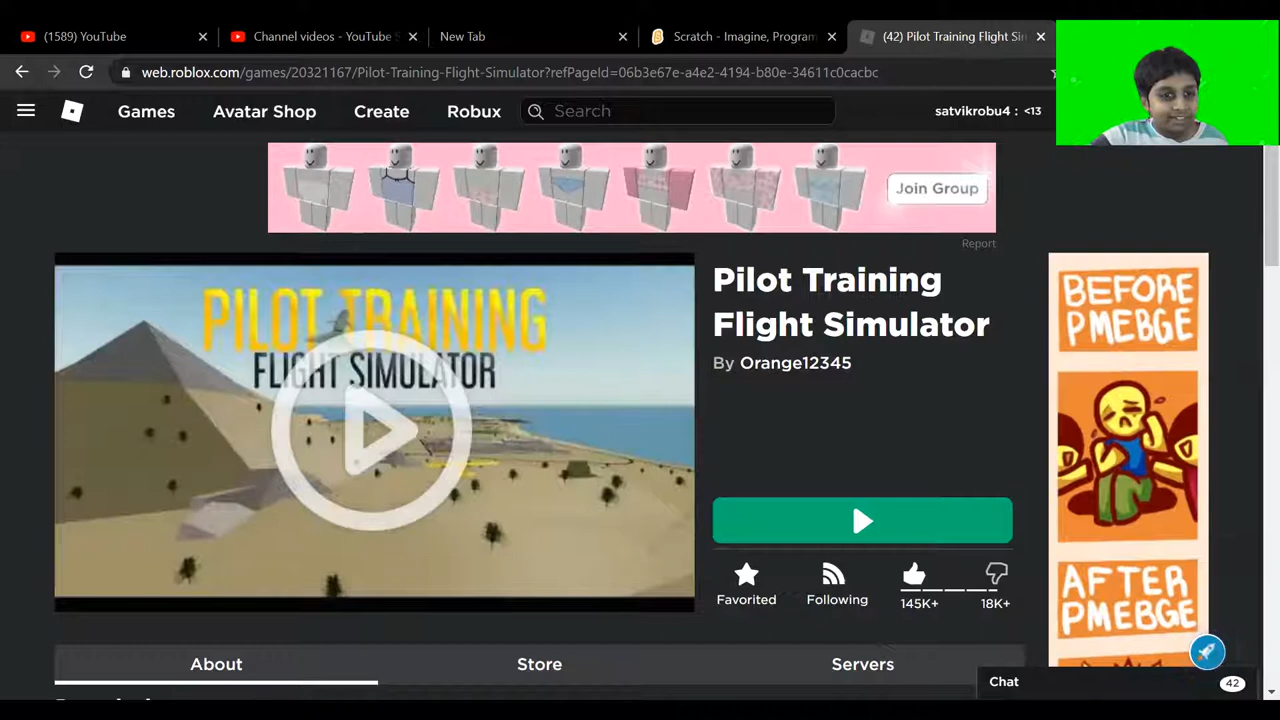 (1589) YouTube
Channel videos - YouTube S
New Tab
Scratch - Imagine, Program
(42) Pilot Training Flight Sim
web.roblox.com/games/20321167/Pilot-Training-Flight-Simulator?refPageId=06b3e67e-a4e2-4194-b80e-34611c0cacbc
Games
Avatar Shop
Create
Robux
Search
satvikrobu4 : <13
Join Group
Report
PILOT TRAINING
FLIGHT SIMULATOR
Pilot Training
Flight Simulator
By Orange12345
BEFORE
PMEBGE
AFTER
PMEBGE
Favorited
Following
145K+
18K+
About
Store
Servers
Chat
42